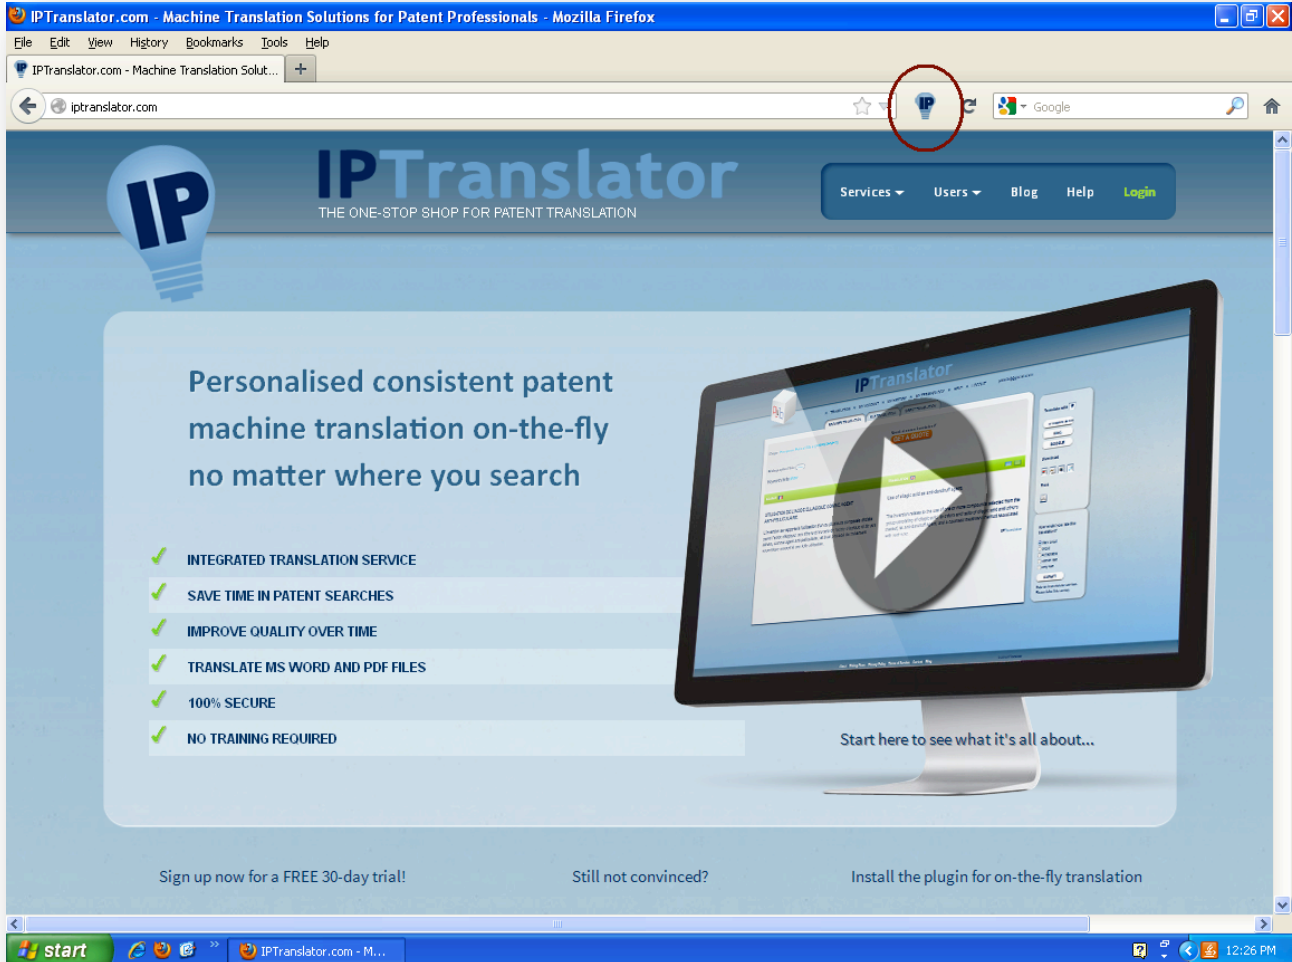 IPTranslator.com - Machine Translation Solutions for Patent Professionals - Mozilla Firefox
File Edit View History Bookmarks Tools Help
IPTranslator.com - Machine Translation Solut... +
iptranslator.com IP Google
IP
IPTranslator
THE ONE-STOP SHOP FOR PATENT TRANSLATION
Services Users Blog Help Login
IPTranslator
GET A QUOTE
Personalised consistent patent
machine translation on-the-fly
no matter where you search
INTEGRATED TRANSLATION SERVICE
SAVE TIME IN PATENT SEARCHES
IMPROVE QUALITY OVER TIME
TRANSLATE MS WORD AND PDF FILES
100% SECURE
NO TRAINING REQUIRED
Start here to see what it's all about...
Sign up now for a FREE 30-day trial! Still not convinced? Install the plugin for on-the-fly translation
start IPTranslator.com - M... 12:26 PM